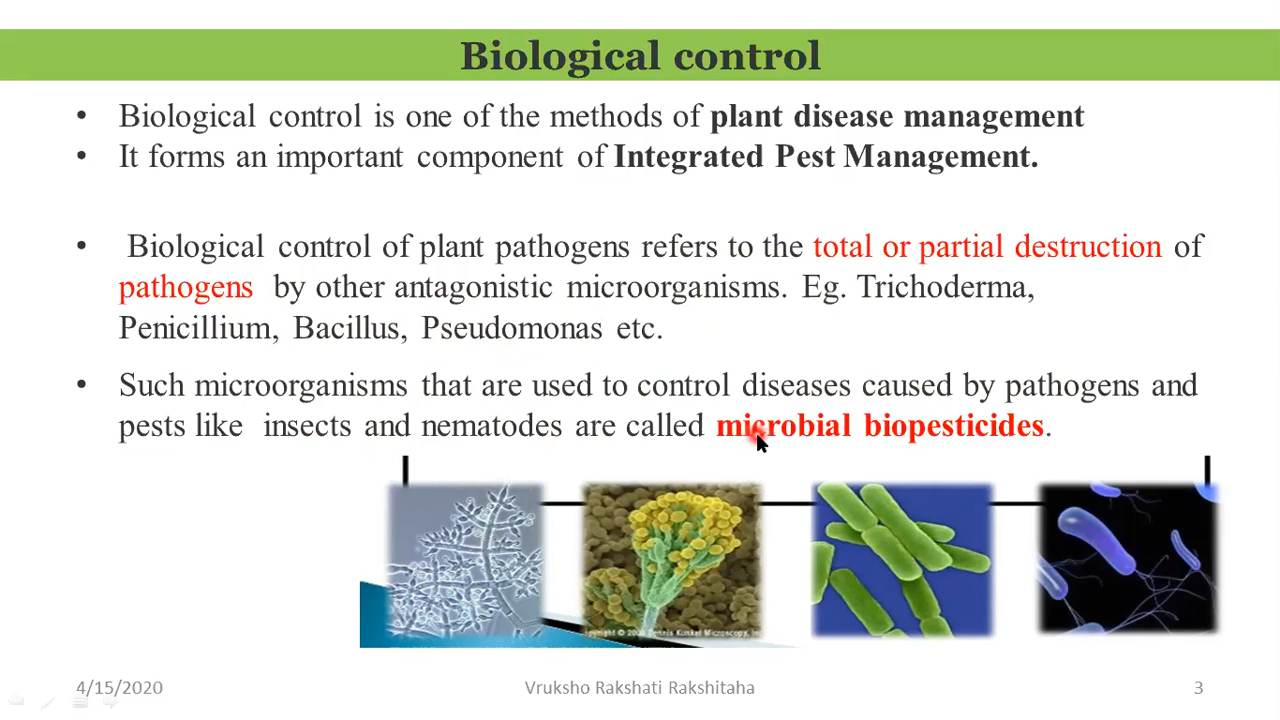 Biological control
• Biological control is one of the methods of plant disease management
• It forms an important component of Integrated Pest Management.
• Biological control of plant pathogens refers to the total or partial destruction of
pathogens by other antagonistic microorganisms. Eg. Trichoderma,
Penicillium, Bacillus, Pseudomonas etc.
• Such microorganisms that are used to control diseases caused by pathogens and
pests like insects and nematodes are called microbial biopesticides.
Dennis Kunkel Microscopy,
4/15/2020
Vruksho Rakshati Rakshitaha
3